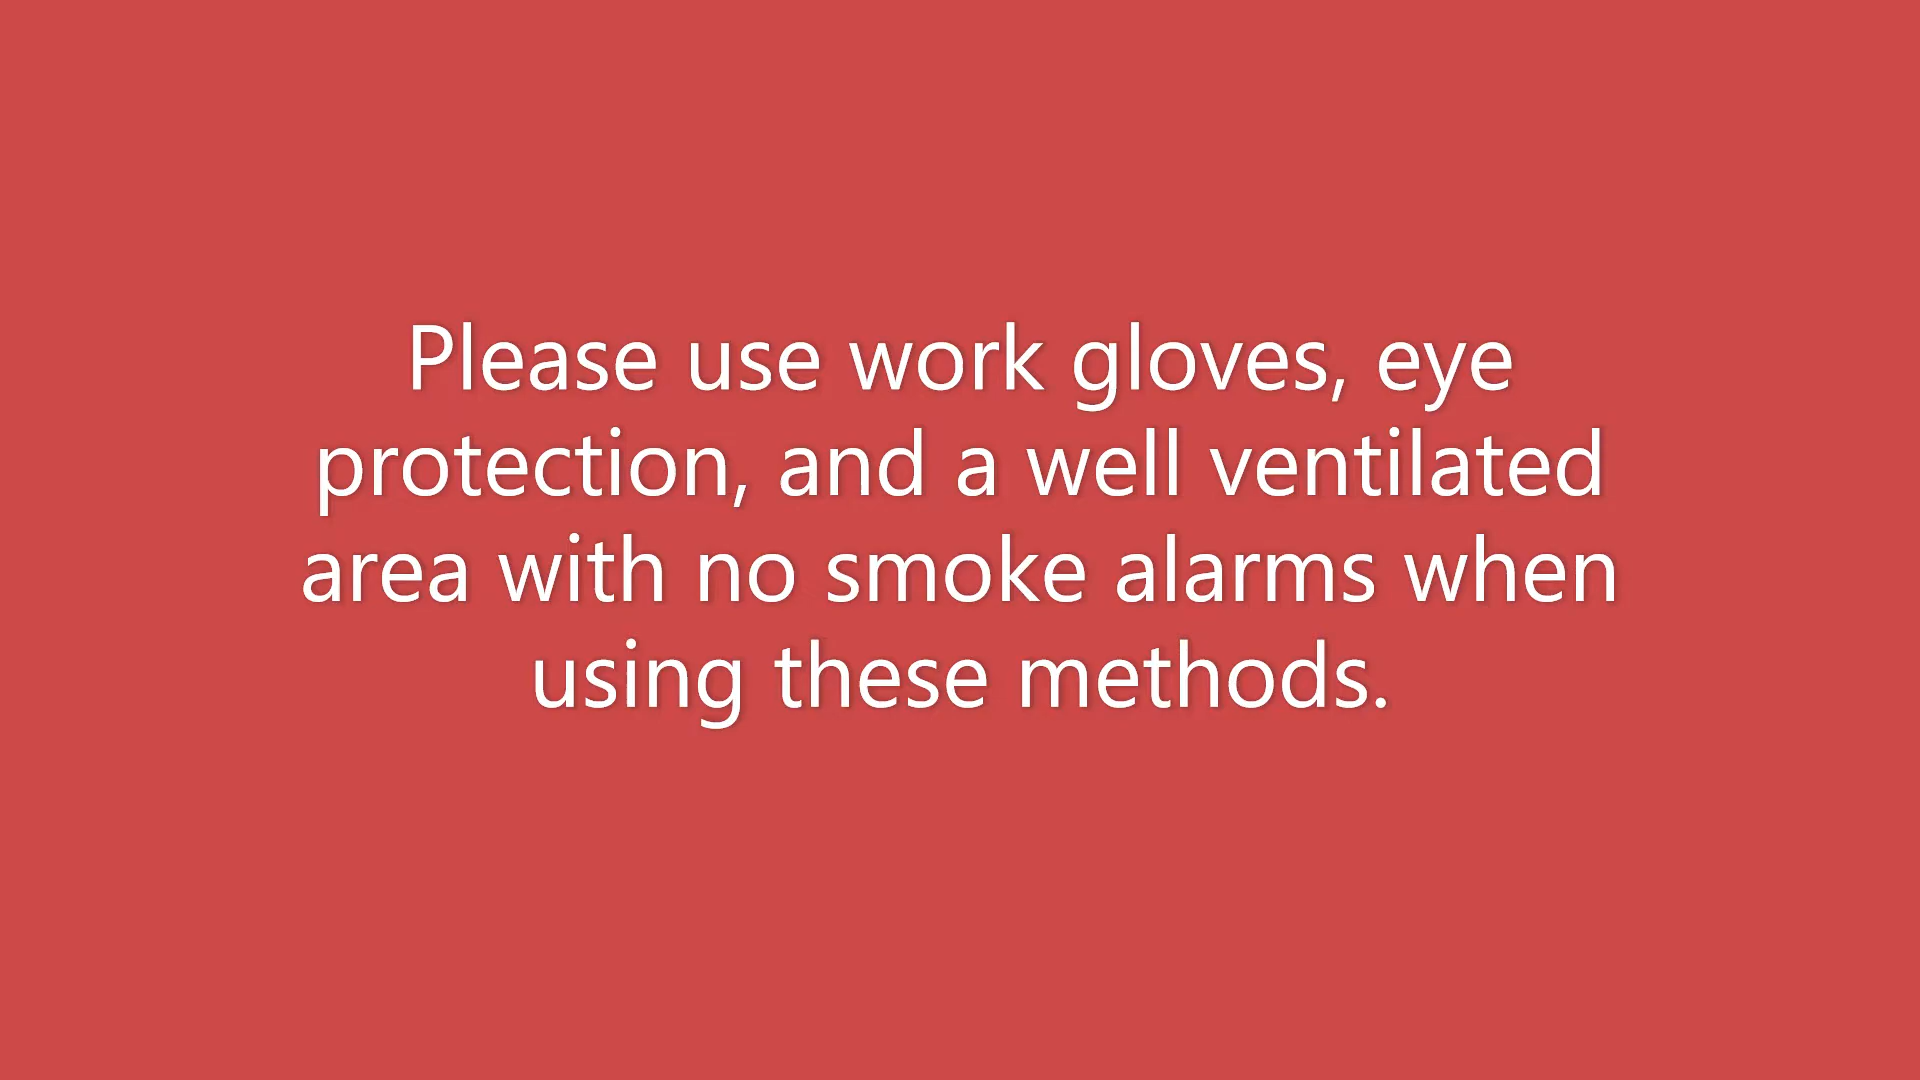 Please use work gloves, eye
protection, and a well ventilated
area with no smoke alarms when
using these methods.